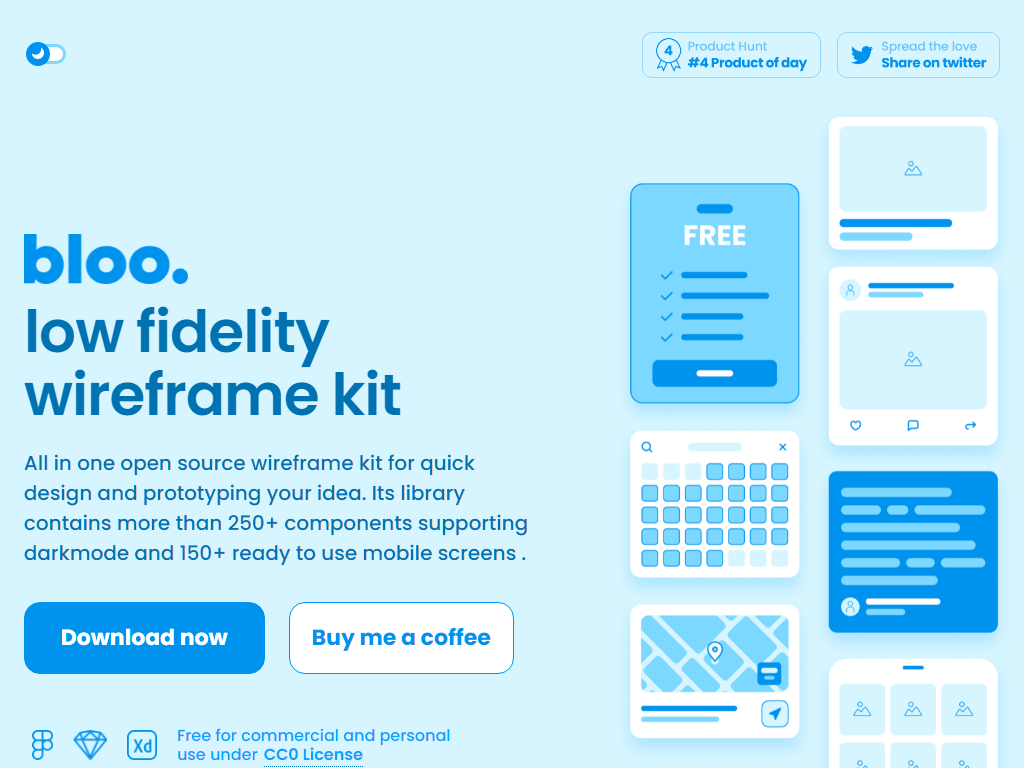 4
Product Hunt
#4 Product of day
Spread the love
Share on twitter
FREE
bloo.
low fidelity
wireframe kit
All in one open source wireframe kit for quick
design and prototyping your idea. Its library
contains more than 250+ components supporting
darkmode and 150+ ready to use mobile screens .
Download now
Buy me a coffee
Xd
Free for commercial and personal
use under CC0 License